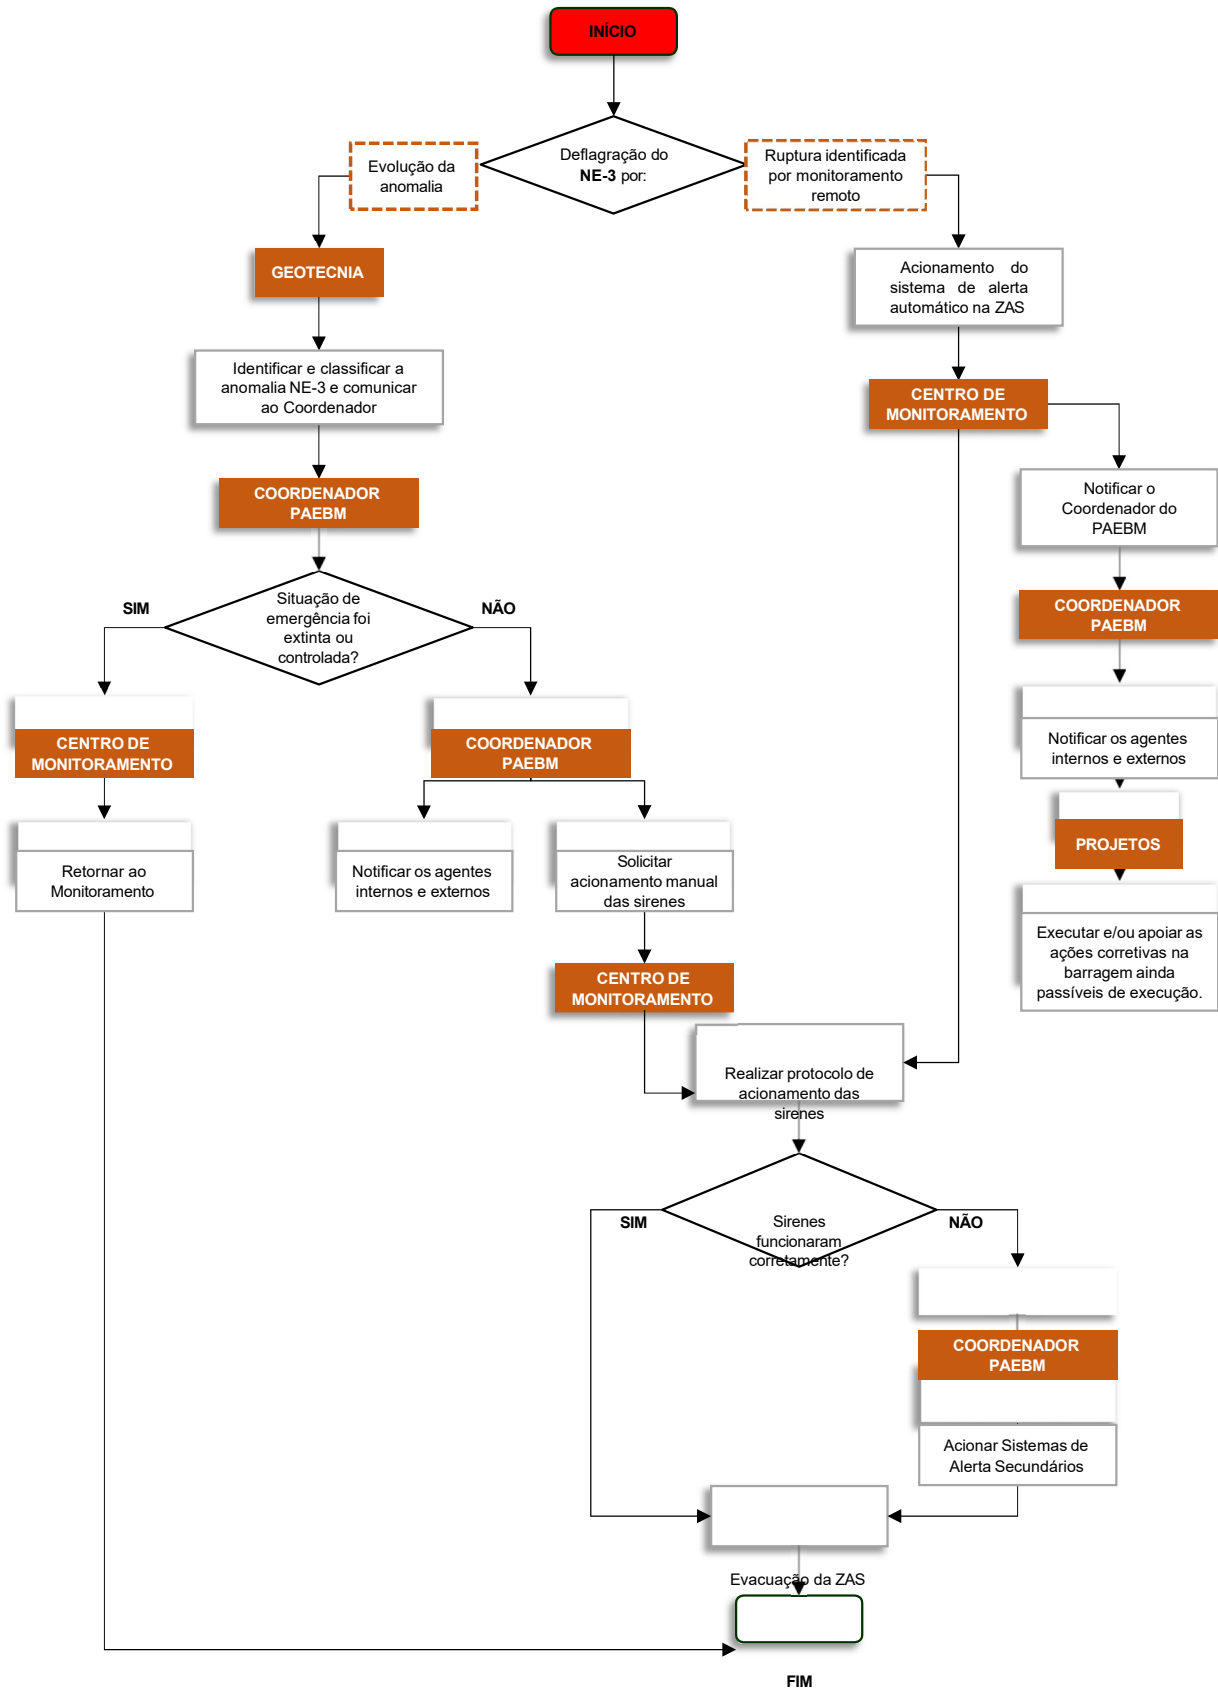 INÍCIO
Deflagração do
NE-3 por:
Evolução da
anomalia
Ruptura identificada
por monitoramento
remoto
GEOTECNIA
Acionamento do
sistema de alerta
automático na ZAS
Identificar e classificar a
anomalia NE-3 e comunicar
ao Coordenador
CENTRO DE
MONITORAMENTO
COORDENADOR
PAEBM
Notificar o
Coordenador do
PAEBM
SIM
Situação de
emergência foi
extinta ou
controlada?
NÃO
COORDENADOR
PAEBM
CENTRO DE
MONITORAMENTO
COORDENADOR
PAEBM
Notificar os agentes
internos e externos
PROJETOS
Retornar ao
Monitoramento
Notificar os agentes
internos e externos
Solicitar
acionamento manual
das sirenes
Executar e/ou apoiar as
ações corretivas na
barragem ainda
passíveis de execução.
CENTRO DE
MONITORAMENTO
Realizar protocolo de
acionamento das
sirenes
SIM
Sirenes
funcionaram
corretamente?
NÃO
COORDENADOR
PAEBM
Acionar Sistemas de
Alerta Secundários
Evacuação da ZAS
FIM